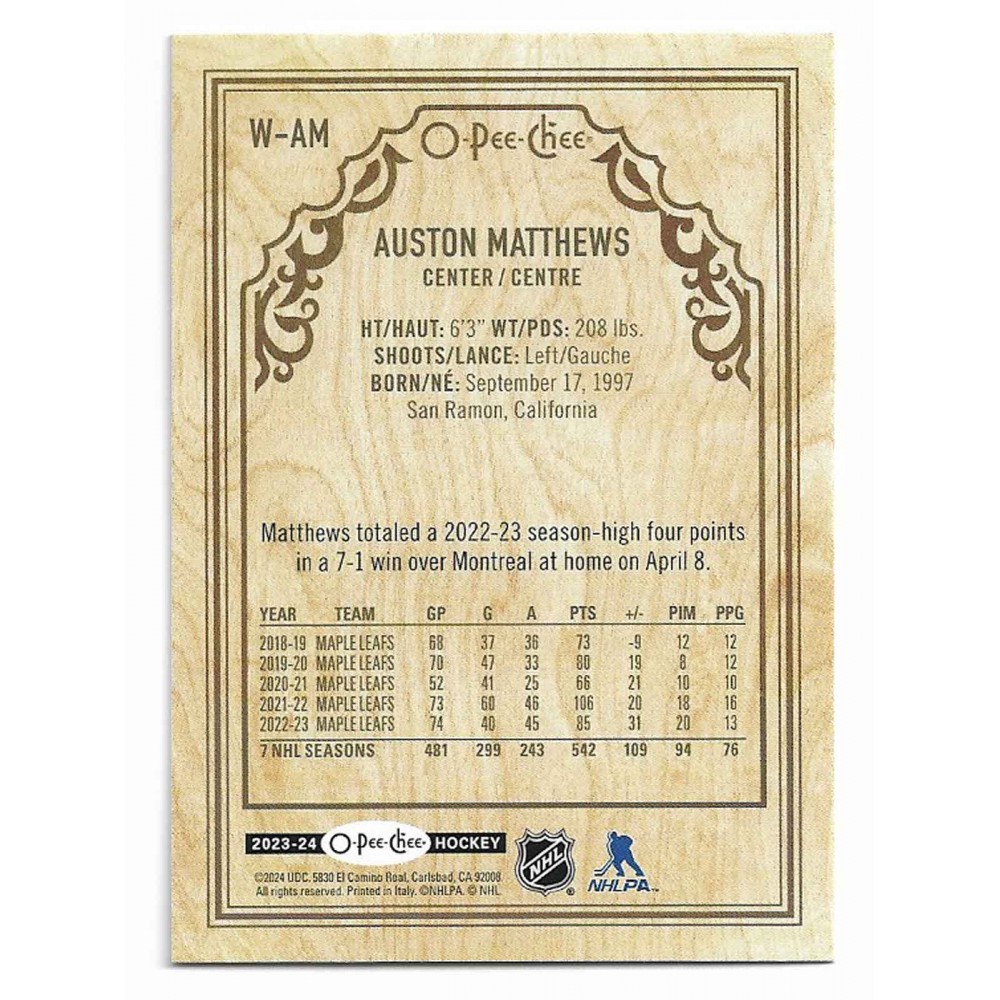 W-AM
O-Pee-Chee®
AUSTON MATTHEWS
CENTER / CENTRE
HT/HAUT: 6'3" WT/PDS: 208 lbs.
SHOOTS/LANCE: Left/Gauche
BORN/NÉ: September 17, 1997
San Ramon, California
Matthews totaled a 2022-23 season-high four points
in a 7-1 win over Montreal at home on April 8.
YEAR TEAM GP G A PTS +/- PIM PPG
2018-19 MAPLE LEAFS 68 37 36 73 -9 12 12
2019-20 MAPLE LEAFS 70 47 33 80 19 8 12
2020-21 MAPLE LEAFS 52 41 25 66 21 10 10
2021-22 MAPLE LEAFS 73 60 46 106 20 18 16
2022-23 MAPLE LEAFS 74 40 45 85 31 20 13
7 NHL SEASONS 481 299 243 542 109 94 76
2023-24 O-Pee-Chee® HOCKEY
NHL ®
NHLPA™
©2024 UDC. 5830 El Camino Real, Carlsbad, CA 92008.
All rights reserved. Printed in Italy. ©NHLPA. © NHL.